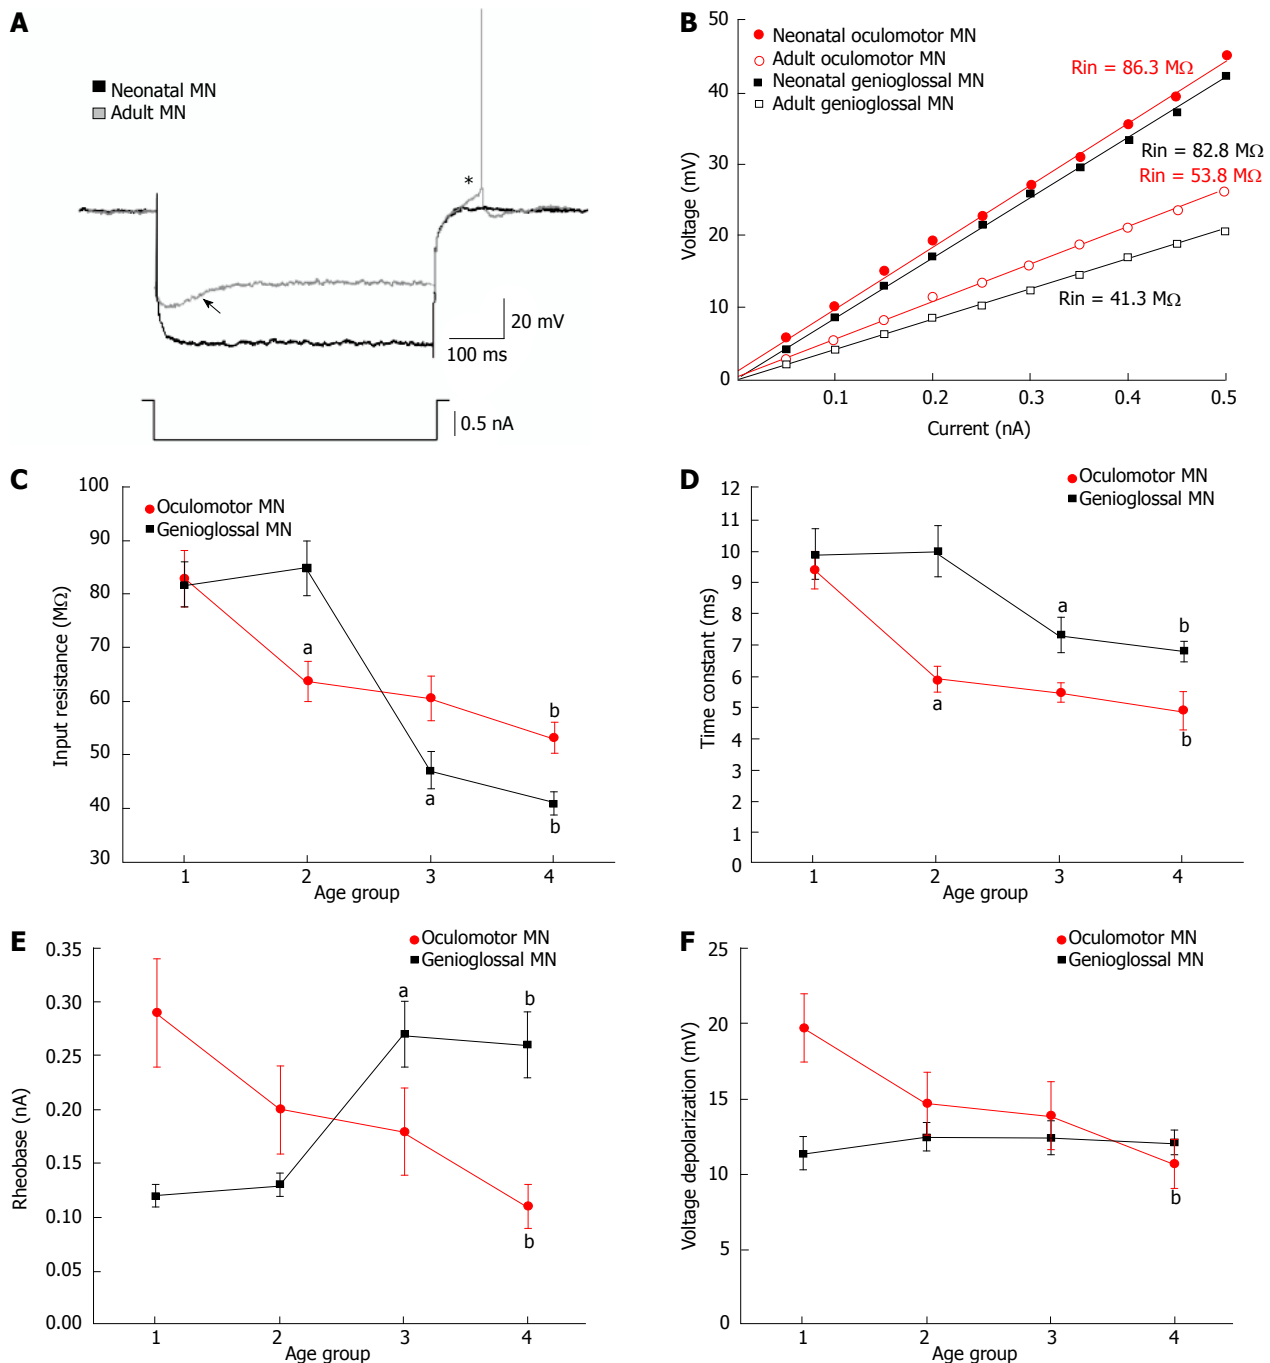 A
Neonatal MN
Adult MN
*
20 mV
100 ms
0.5 nA
B
50
40
30
20
10
0
Voltage (mV)
Neonatal oculomotor MN
Adult oculomotor MN
Neonatal genioglossal MN
Adult genioglossal MN
Rin = 86.3 MΩ
Rin = 82.8 MΩ
Rin = 53.8 MΩ
Rin = 41.3 MΩ
0.1 0.2 0.3 0.4 0.5
Current (nA)
C
100
90
80
70
60
50
40
30
Input resistance (MΩ)
Oculomotor MN
Genioglossal MN
a
b
a
b
1 2 3 4
Age group
D
12
11
10
9
8
7
6
5
4
3
2
1
0
Time constant (ms)
Oculomotor MN
Genioglossal MN
a
b
a
b
1 2 3 4
Age group
E
0.35
0.30
0.25
0.20
0.15
0.10
0.05
0.00
Rheobase (nA)
Oculomotor MN
Genioglossal MN
a
b
b
1 2 3 4
Age group
F
25
20
15
10
5
0
Voltage depolarization (mV)
Oculomotor MN
Genioglossal MN
b
1 2 3 4
Age group